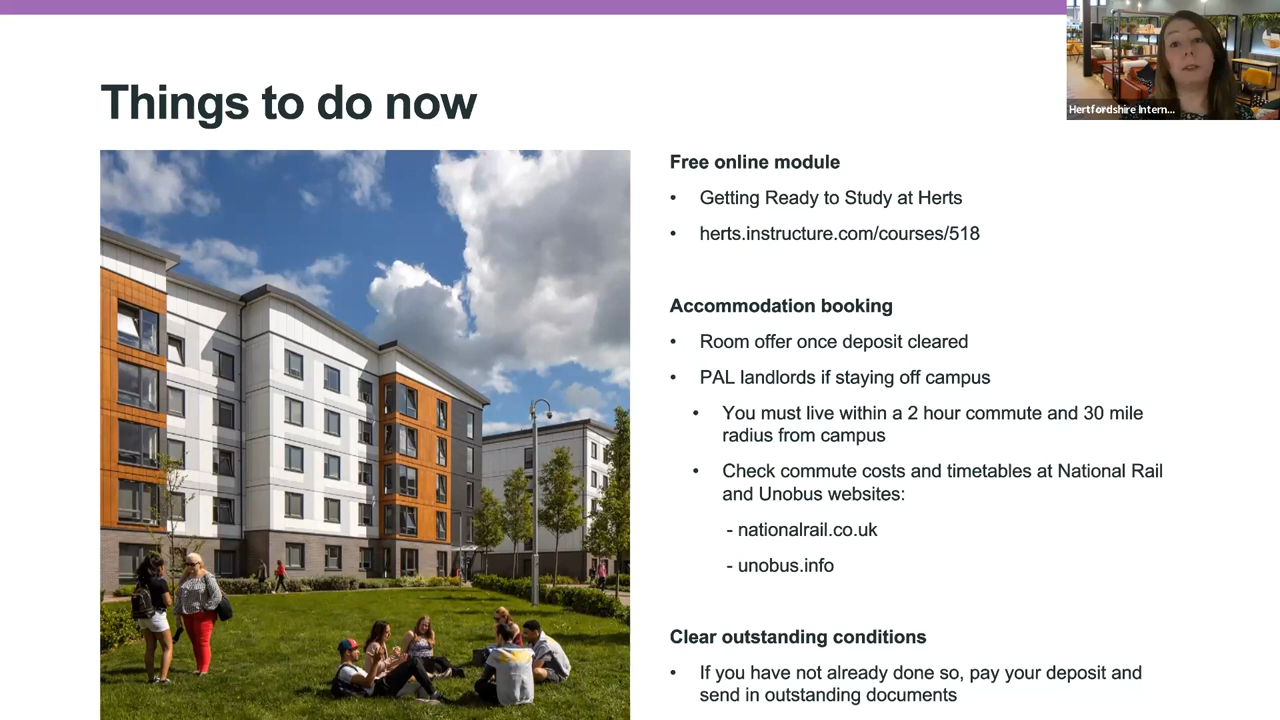 Things to do now
Hertfordshire Intern...
Free online module
• Getting Ready to Study at Herts
• herts.instructure.com/courses/518
Accommodation booking
• Room offer once deposit cleared
• PAL landlords if staying off campus
• You must live within a 2 hour commute and 30 mile
radius from campus
• Check commute costs and timetables at National Rail
and Unobus websites:
- nationalrail.co.uk
- unobus.info
Clear outstanding conditions
• If you have not already done so, pay your deposit and
send in outstanding documents